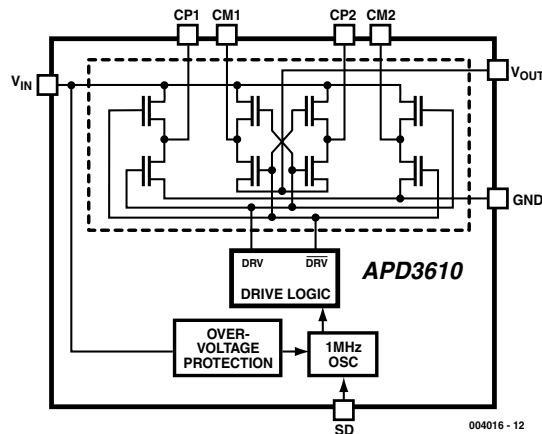 CP1 CM1 CP2 CM2
VIN
VOUT
GND
DRV
DRV
DRIVE LOGIC
APD3610
OVER-
VOLTAGE
PROTECTION
1MHz
OSC
SD
004016 - 12